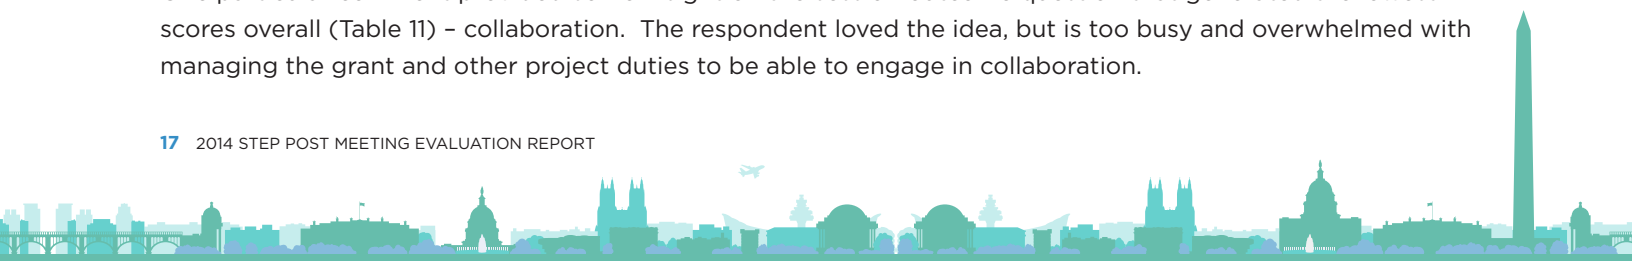 scores overall (Table 11) – collaboration.  The respondent loved the idea, but is too busy and overwhelmed with
managing the grant and other project duties to be able to engage in collaboration.
17 2014 STEP POST MEETING EVALUATION REPORT